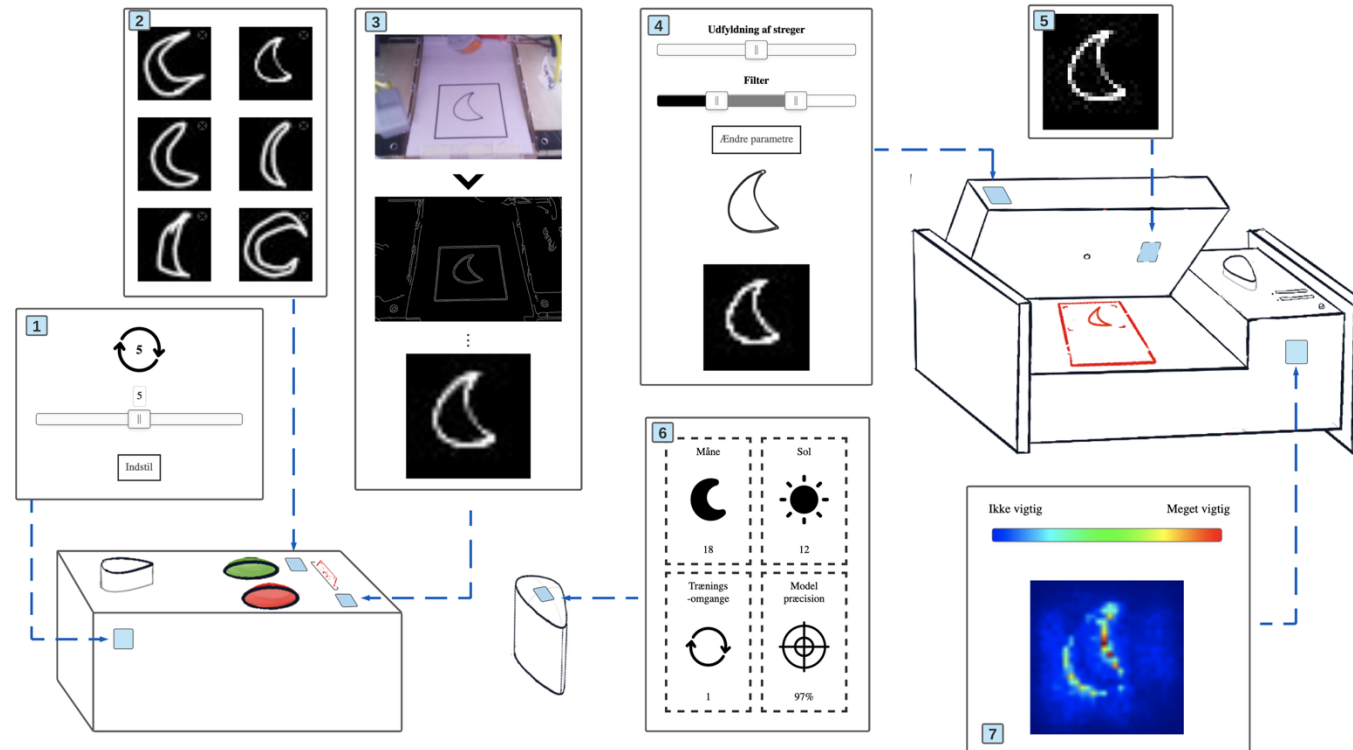 1
5
5
Indstil
2
3
4
Udfyldning af streger
Filter
Ændre parametre
5
6
Måne
18
Sol
12
Trænings
-omgange
1
Model
præcision
97%
Ikke vigtig
Meget vigtig
7